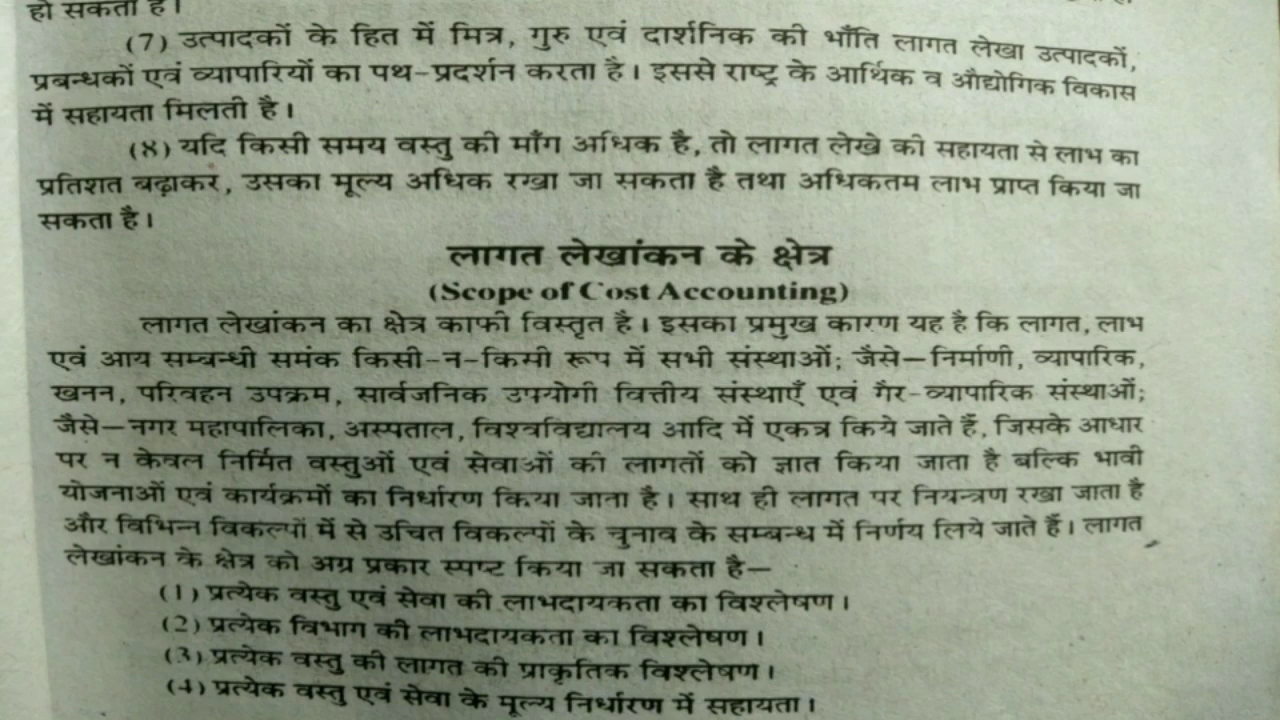 हो सकता है।
(7) उत्पादकों के हित में मित्र, गुरु एवं दार्शनिक की भाँति लागत लेखा उत्पादकों,
प्रबन्धकों एवं व्यापारियों का पथ-प्रदर्शन करता है। इससे राष्ट्र के आर्थिक व औद्योगिक विकास
में सहायता मिलती है।
(8) यदि किसी समय वस्तु की माँग अधिक है, तो लागत लेखे की सहायता से लाभ का
प्रतिशत बढ़ाकर, उसका मूल्य अधिक रखा जा सकता है तथा अधिकतम लाभ प्राप्त किया जा
सकता है।
लागत लेखांकन के क्षेत्र
(Scope of Cost Accounting)
लागत लेखांकन का क्षेत्र काफी विस्तृत है। इसका प्रमुख कारण यह है कि लागत, लाभ
एवं आय सम्बन्धी समंक किसी-न-किसी रूप में सभी संस्थाओं; जैसे—निर्माणी, व्यापारिक,
खनन, परिवहन उपक्रम, सार्वजनिक उपयोगी वित्तीय संस्थाएँ एवं गैर-व्यापारिक संस्थाओं;
जैसे—नगर महापालिका, अस्पताल, विश्वविद्यालय आदि में एकत्र किये जाते हैं, जिसके आधार
पर न केवल निर्मित वस्तुओं एवं सेवाओं की लागतों को ज्ञात किया जाता है बल्कि भावी
योजनाओं एवं कार्यक्रमों का निर्धारण किया जाता है। साथ ही लागत पर नियन्त्रण रखा जाता है
और विभिन्न विकल्पों में से उचित विकल्पों के चुनाव के सम्बन्ध में निर्णय लिये जाते हैं। लागत
लेखांकन के क्षेत्र को अग्र प्रकार स्पष्ट किया जा सकता है—
(1) प्रत्येक वस्तु एवं सेवा की लाभदायकता का विश्लेषण।
(2) प्रत्येक विभाग की लाभदायकता का विश्लेषण।
(3) प्रत्येक वस्तु की लागत की प्राकृतिक विश्लेषण।
(4) प्रत्येक वस्तु एवं सेवा के मूल्य निर्धारण में सहायता।